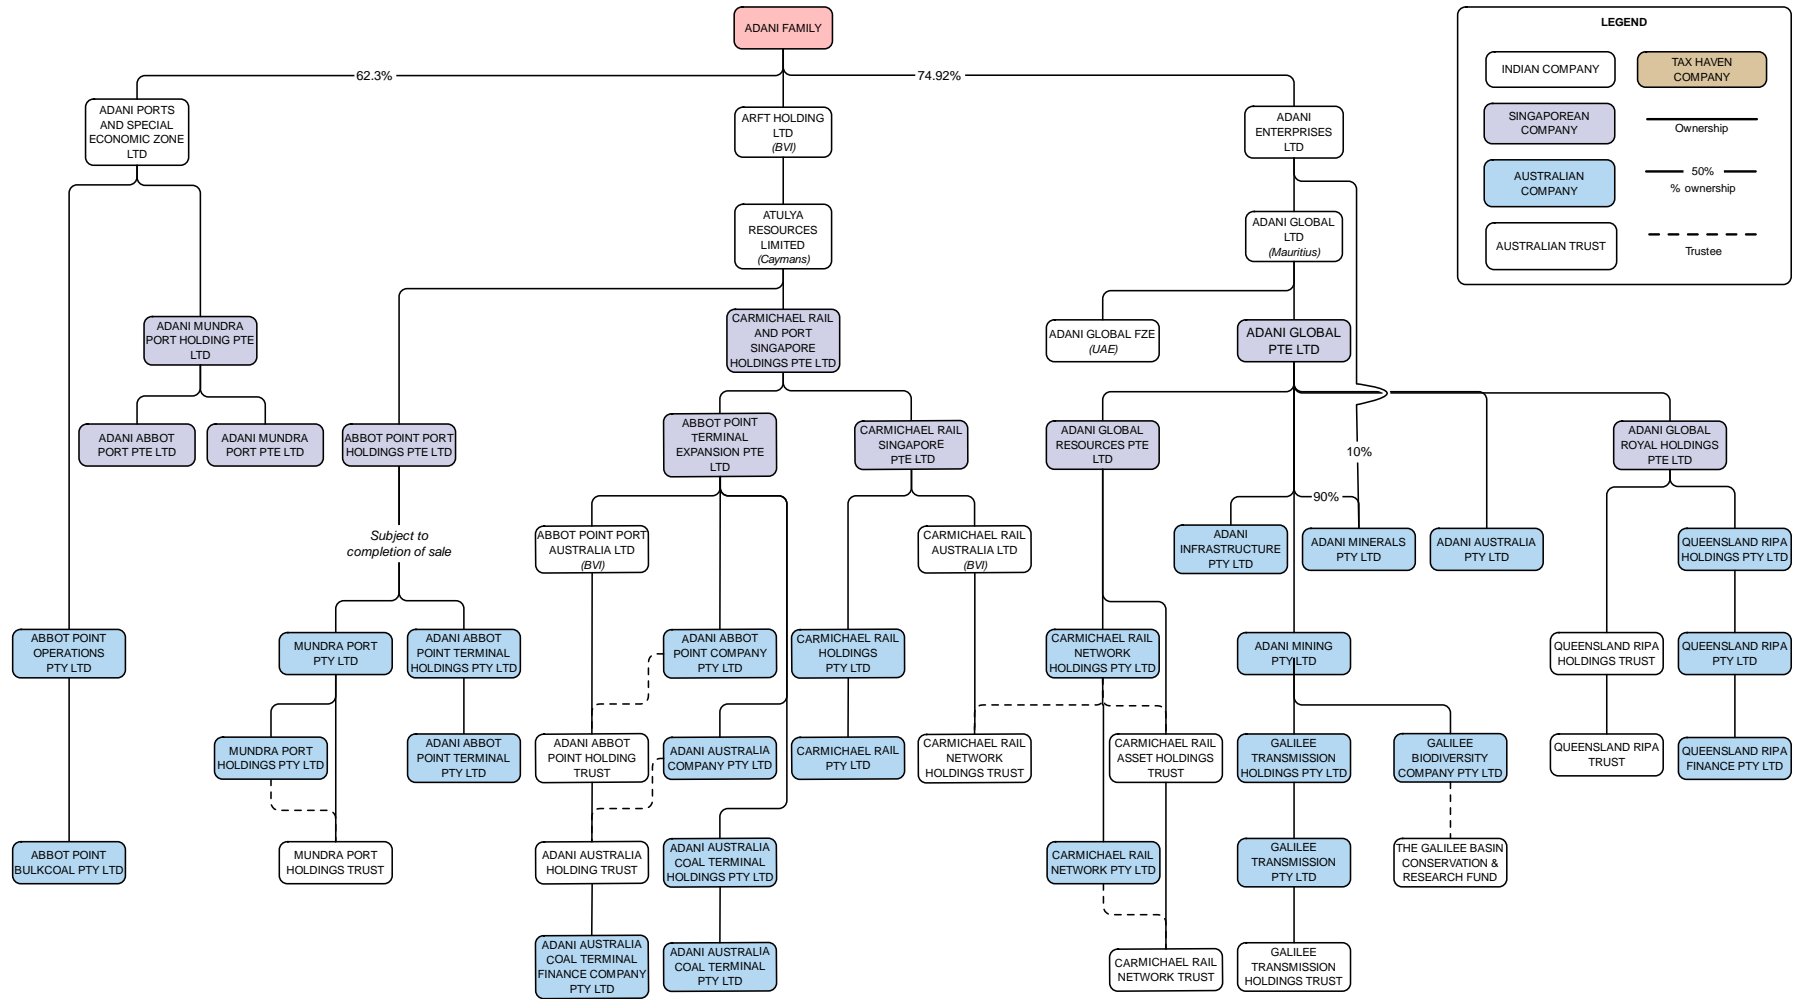 ADANI FAMILY
LEGEND
INDIAN COMPANY
TAX HAVEN
COMPANY
SINGAPOREAN
COMPANY
Ownership
AUSTRALIAN
COMPANY
50%
% ownership
AUSTRALIAN TRUST
Trustee
62.3%
74.92%
ADANI PORTS
AND SPECIAL
ECONOMIC ZONE
LTD
ARFT HOLDING
LTD
(BVI)
ADANI
ENTERPRISES
LTD
ATULYA
RESOURCES
LIMITED
(Caymans)
ADANI GLOBAL
LTD
(Mauritius)
ADANI MUNDRA
PORT HOLDING PTE
LTD
CARMICHAEL RAIL
AND PORT
SINGAPORE
HOLDINGS PTE LTD
ADANI GLOBAL FZE
(UAE)
ADANI GLOBAL
PTE LTD
ADANI ABBOT
PORT PTE LTD
ADANI MUNDRA
PORT PTE LTD
ABBOT POINT PORT
HOLDINGS PTE LTD
ABBOT POINT
TERMINAL
EXPANSION PTE
LTD
CARMICHAEL RAIL
SINGAPORE
PTE LTD
ADANI GLOBAL
RESOURCES PTE
LTD
10%
ADANI GLOBAL
ROYAL HOLDINGS
PTE LTD
90%
Subject to
completion of sale
ABBOT POINT PORT
AUSTRALIA LTD
(BVI)
CARMICHAEL RAIL
AUSTRALIA LTD
(BVI)
ADANI
INFRASTRUCTURE
PTY LTD
ADANI MINERALS
PTY LTD
ADANI AUSTRALIA
PTY LTD
QUEENSLAND RIPA
HOLDINGS PTY LTD
ABBOT POINT
OPERATIONS
PTY LTD
MUNDRA PORT
PTY LTD
ADANI ABBOT
POINT TERMINAL
HOLDINGS PTY LTD
ADANI ABBOT
POINT COMPANY
PTY LTD
CARMICHAEL RAIL
HOLDINGS
PTY LTD
CARMICHAEL RAIL
NETWORK
HOLDINGS PTY LTD
ADANI MINING
PTY LTD
QUEENSLAND RIPA
HOLDINGS TRUST
QUEENSLAND RIPA
PTY LTD
MUNDRA PORT
HOLDINGS PTY LTD
ADANI ABBOT
POINT TERMINAL
PTY LTD
ADANI ABBOT
POINT HOLDING
TRUST
ADANI AUSTRALIA
COMPANY PTY LTD
CARMICHAEL RAIL
PTY LTD
CARMICHAEL RAIL
NETWORK
HOLDINGS TRUST
CARMICHAEL RAIL
ASSET HOLDINGS
TRUST
GALILEE
TRANSMISSION
HOLDINGS PTY LTD
GALILEE
BIODIVERSITY
COMPANY PTY LTD
QUEENSLAND RIPA
TRUST
QUEENSLAND RIPA
FINANCE PTY LTD
ABBOT POINT
BULKCOAL PTY LTD
MUNDRA PORT
HOLDINGS TRUST
ADANI AUSTRALIA
HOLDING TRUST
ADANI AUSTRALIA
COAL TERMINAL
HOLDINGS PTY LTD
CARMICHAEL RAIL
NETWORK PTY LTD
GALILEE
TRANSMISSION
PTY LTD
THE GALILEE BASIN
CONSERVATION &
RESEARCH FUND
ADANI AUSTRALIA
COAL TERMINAL
FINANCE COMPANY
PTY LTD
ADANI AUSTRALIA
COAL TERMINAL
PTY LTD
CARMICHAEL RAIL
NETWORK TRUST
GALILEE
TRANSMISSION
HOLDINGS TRUST